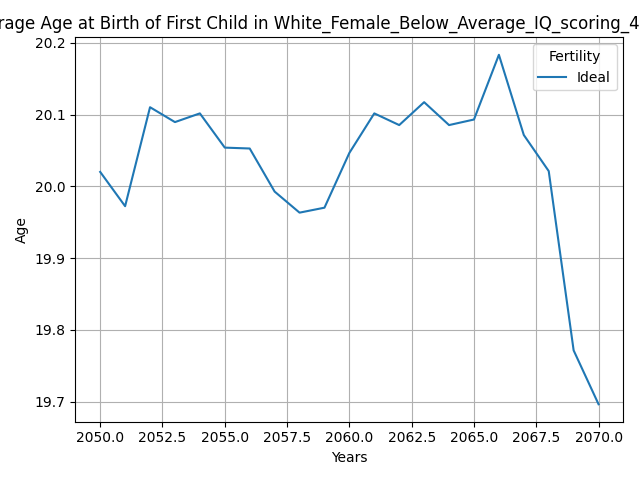 rage Age at Birth of First Child in White_Female_Below_Average_IQ_scoring_4
20.2
20.1
20.0
19.9
19.8
19.7
Age
Fertility
Ideal
2050.0 2052.5 2055.0 2057.5 2060.0 2062.5 2065.0 2067.5 2070.0
Years